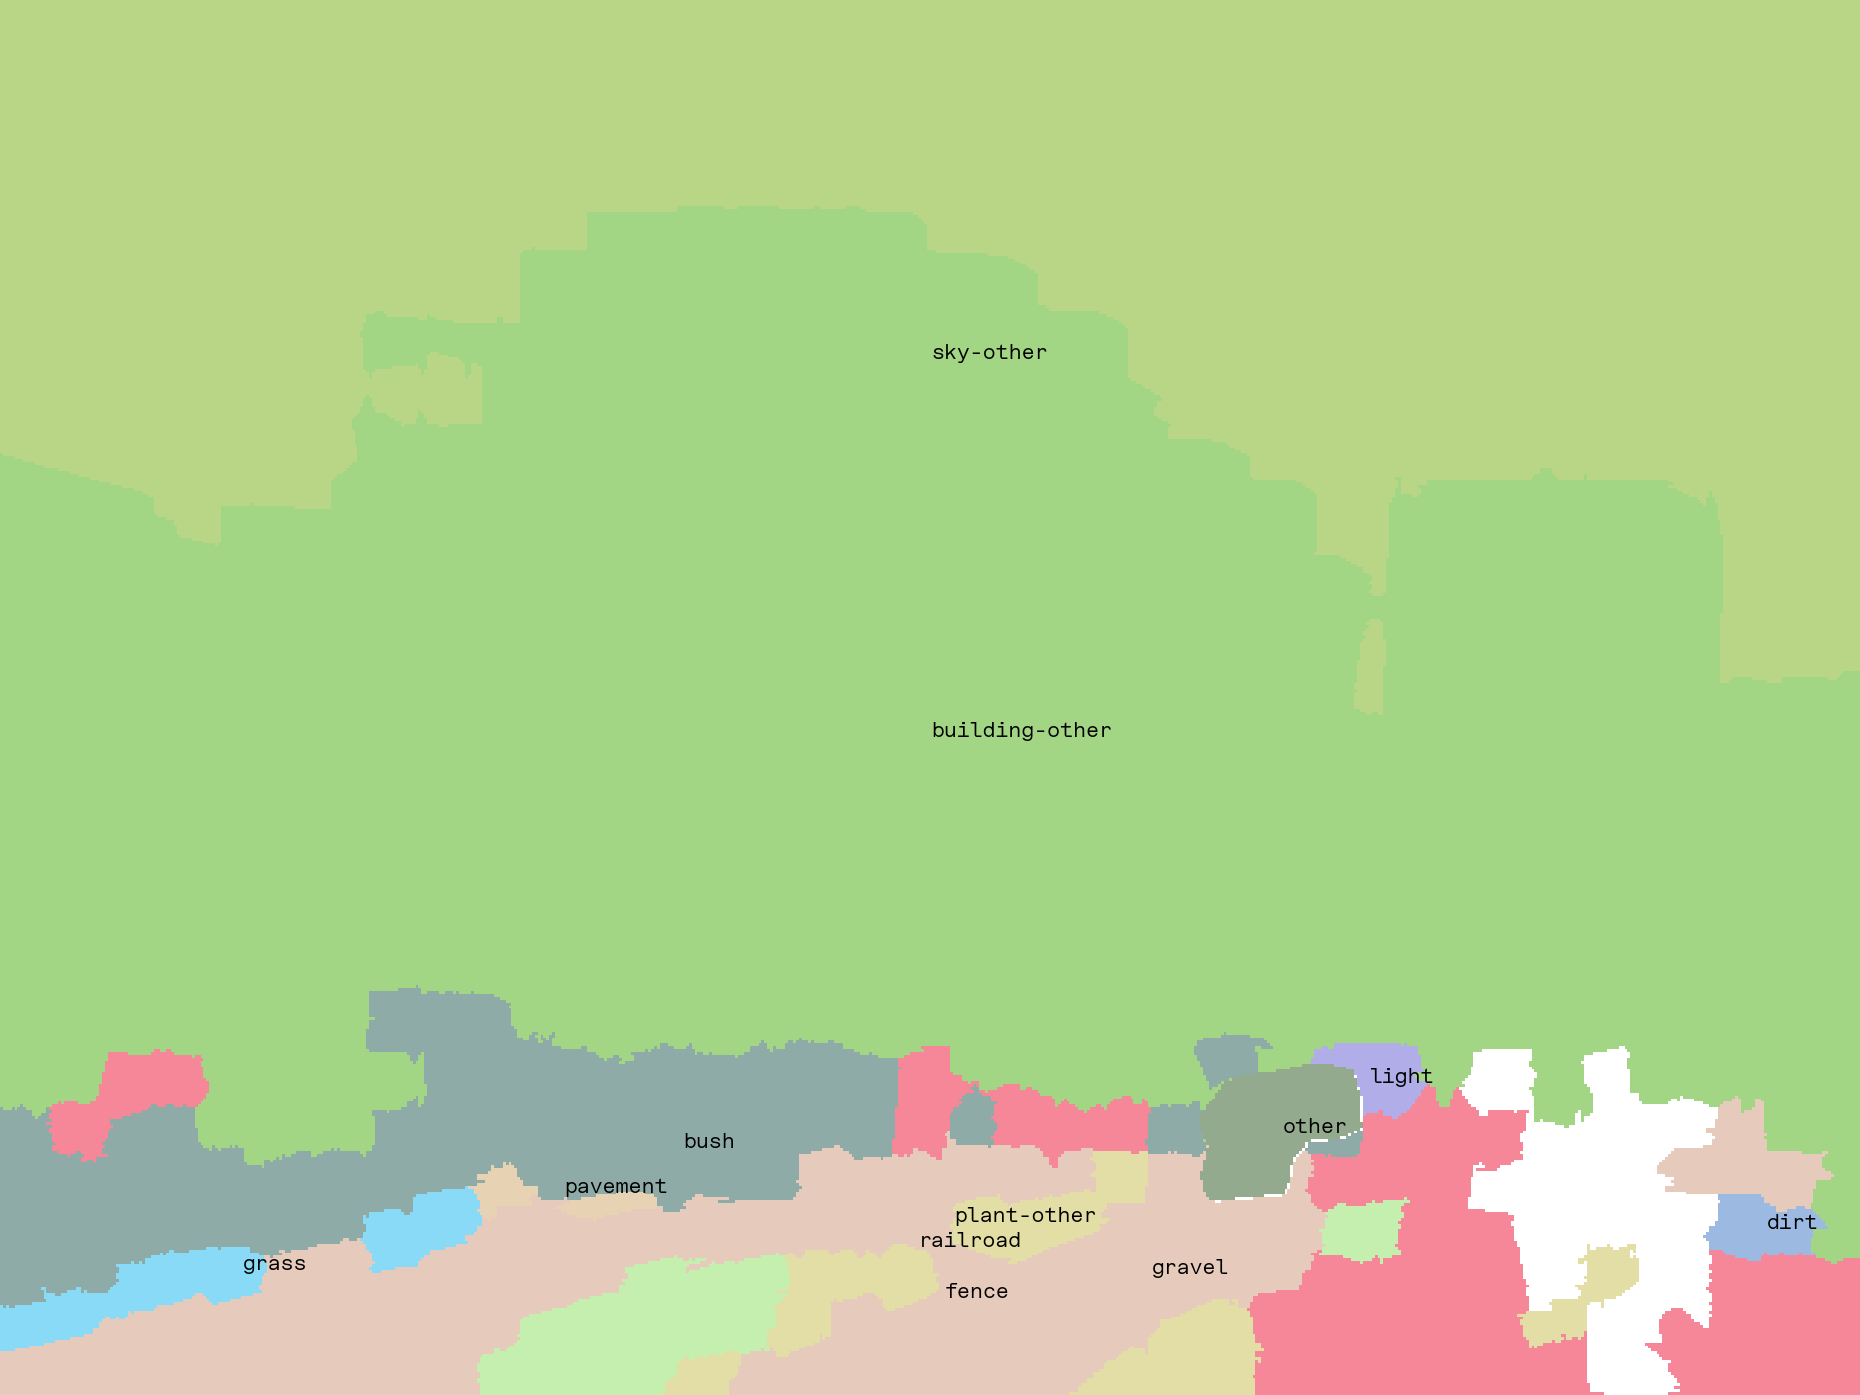 sky-other
building-other
light
other
bush
pavement
plant-other
dirt
railroad
grass
gravel
fence